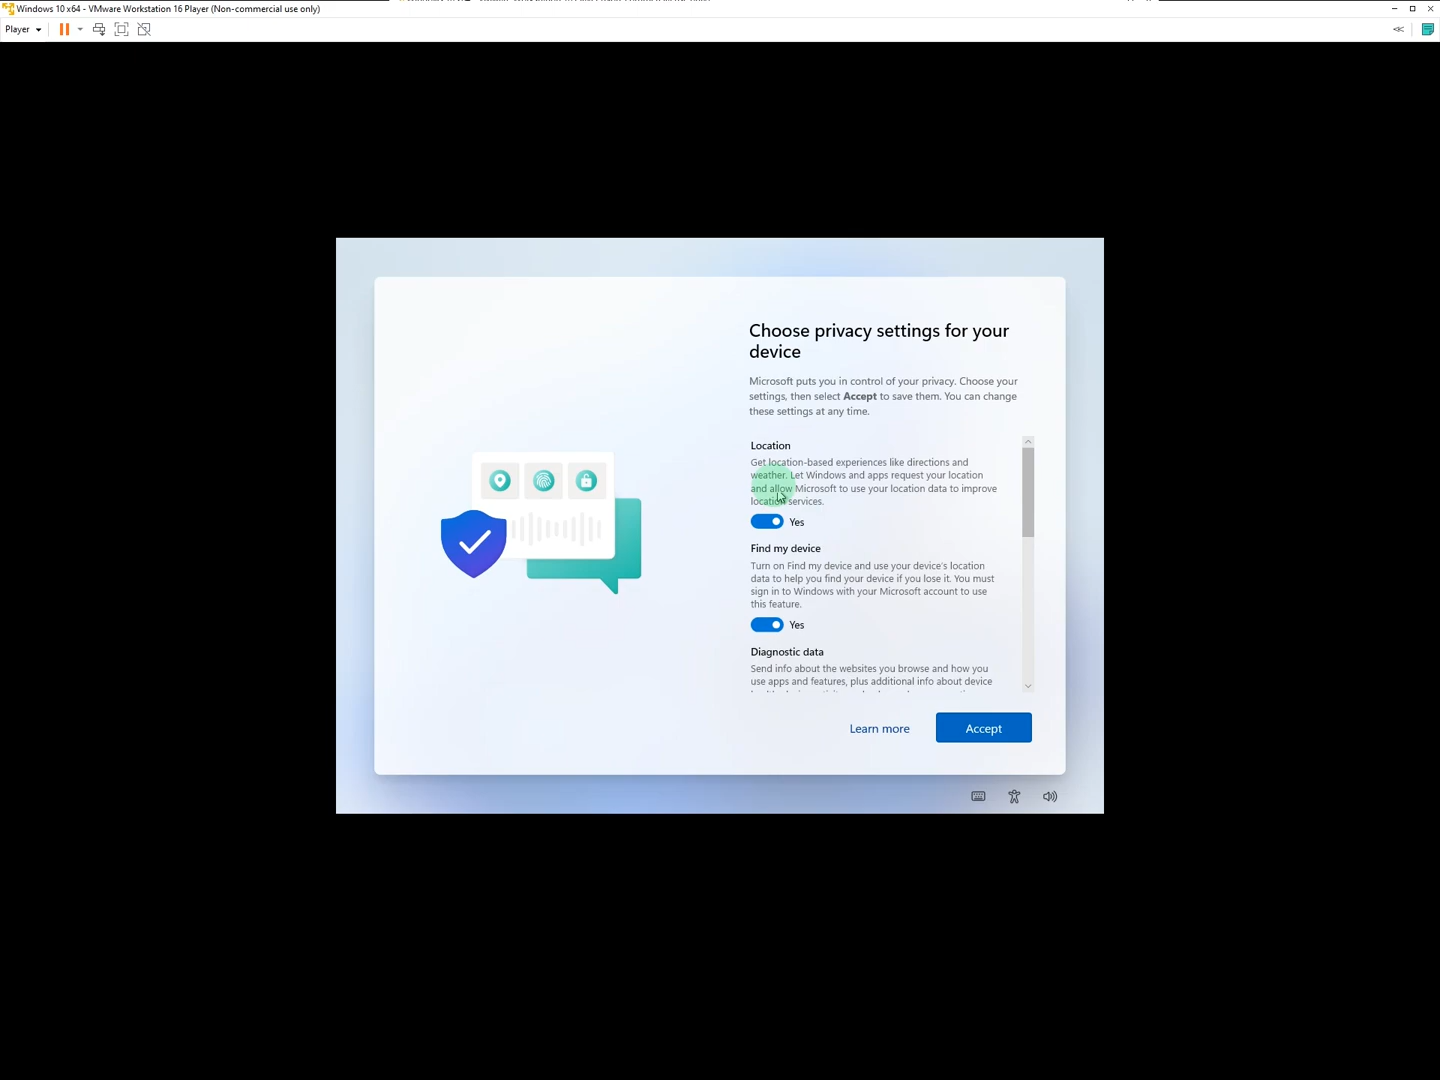 Windows 10 x64 - VMware Workstation 16 Player (Non-commercial use only)
Player
Choose privacy settings for your
device
Microsoft puts you in control of your privacy. Choose your
settings, then select Accept to save them. You can change
these settings at any time.
Location
Get location-based experiences like directions and
weather. Let Windows and apps request your location
and allow Microsoft to use your location data to improve
location services.
Yes
Find my device
Turn on Find my device and use your device's location
data to help you find your device if you lose it. You must
sign in to Windows with your Microsoft account to use
this feature.
Yes
Diagnostic data
Send info about the websites you browse and how you
use apps and features, plus additional info about device
Learn more
Accept